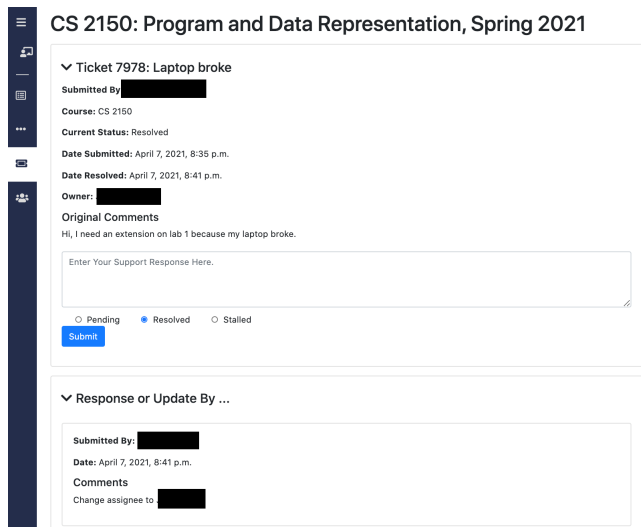 CS 2150: Program and Data Representation, Spring 2021
Ticket 7978: Laptop broke
Submitted By
Course: CS 2150
Current Status: Resolved
Date Submitted: April 7, 2021, 8:35 p.m.
Date Resolved: April 7, 2021, 8:41 p.m.
Owner:
Original Comments
Hi, I need an extension on lab 1 because my laptop broke.
Enter Your Support Response Here.
Pending Resolved Stalled
Submit
Response or Update By ...
Submitted By:
Date: April 7, 2021, 8:41 p.m.
Comments
Change assignee to